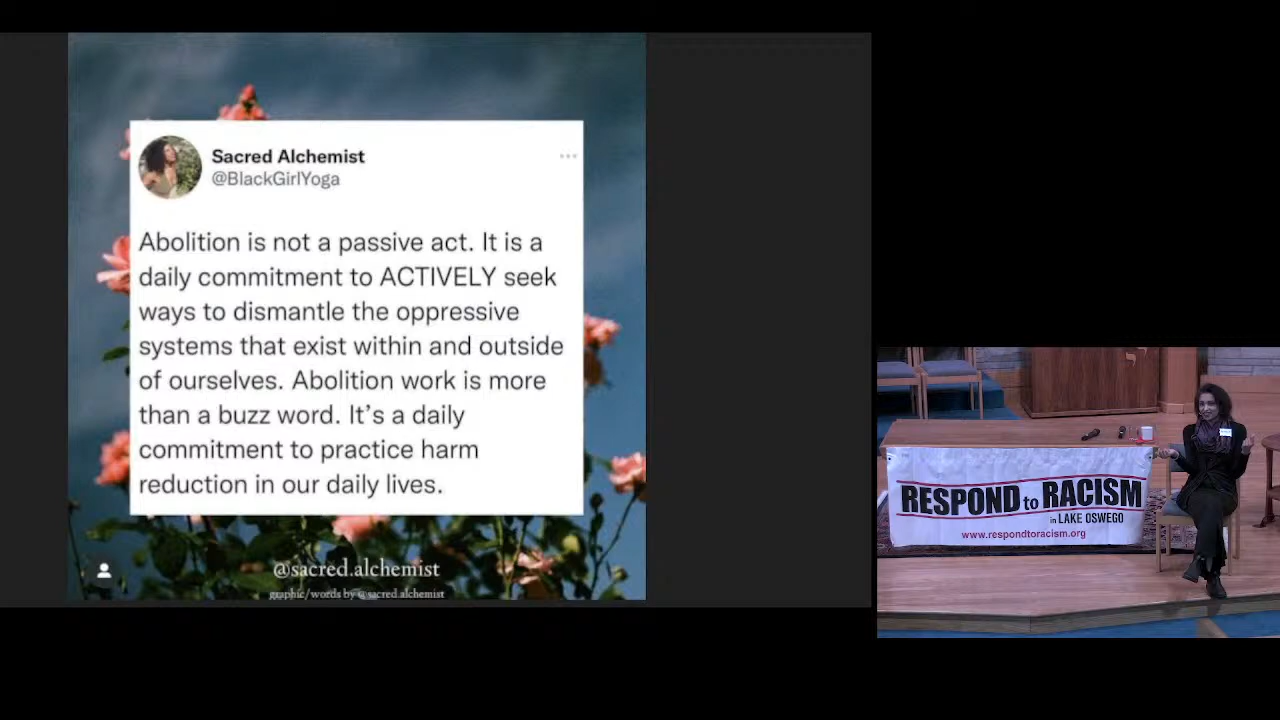 Sacred Alchemist
@BlackGirlYoga
Abolition is not a passive act. It is a
daily commitment to ACTIVELY seek
ways to dismantle the oppressive
systems that exist within and outside
of ourselves. Abolition work is more
than a buzz word. It’s a daily
commitment to practice harm
reduction in our daily lives.
@sacred.alchemist
graphic/words by @sacred.alchemist
RESPOND to RACISM
in LAKE OSWEGO
www.respondtoracism.org